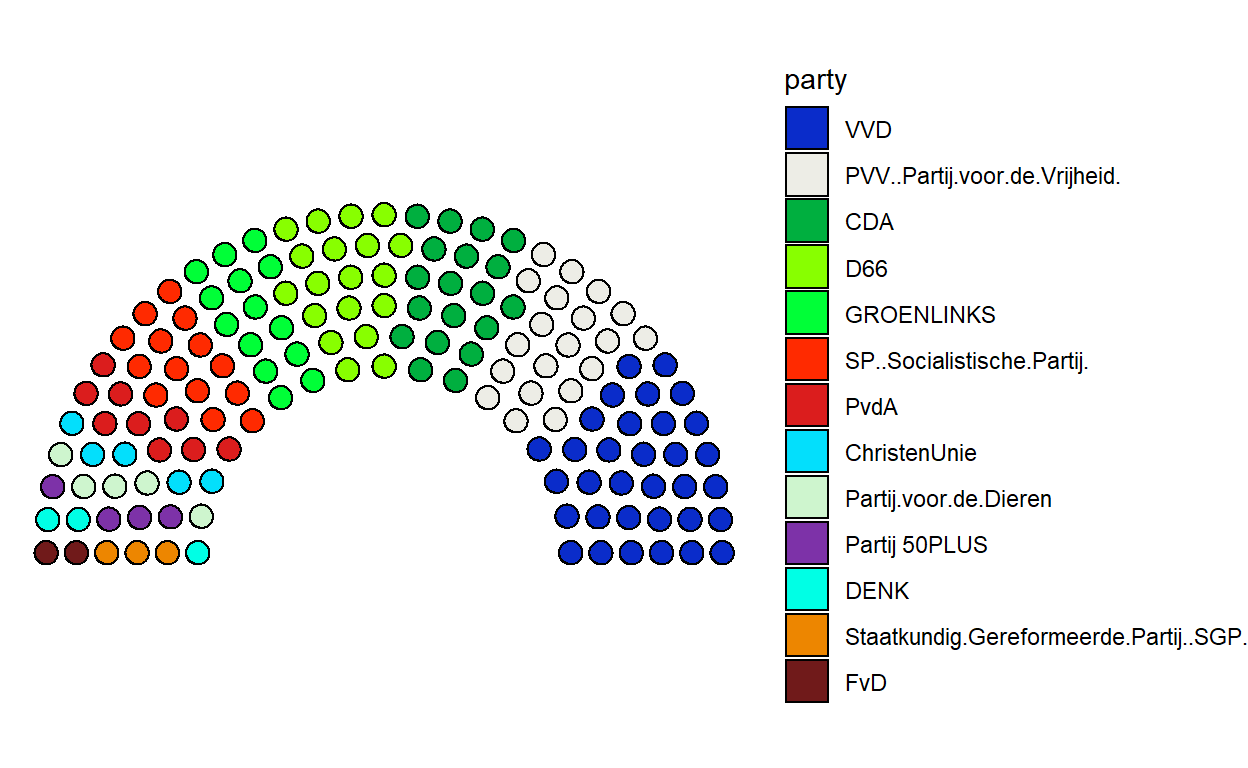 party
VVD
PVV..Partij.voor.de.Vrijheid.
CDA
D66
GROENLINKS
SP..Socialistische.Partij.
PvdA
ChristenUnie
Partij.voor.de.Dieren
Partij 50PLUS
DENK
Staatkundig.Gereformeerde.Partij..SGP.
FvD